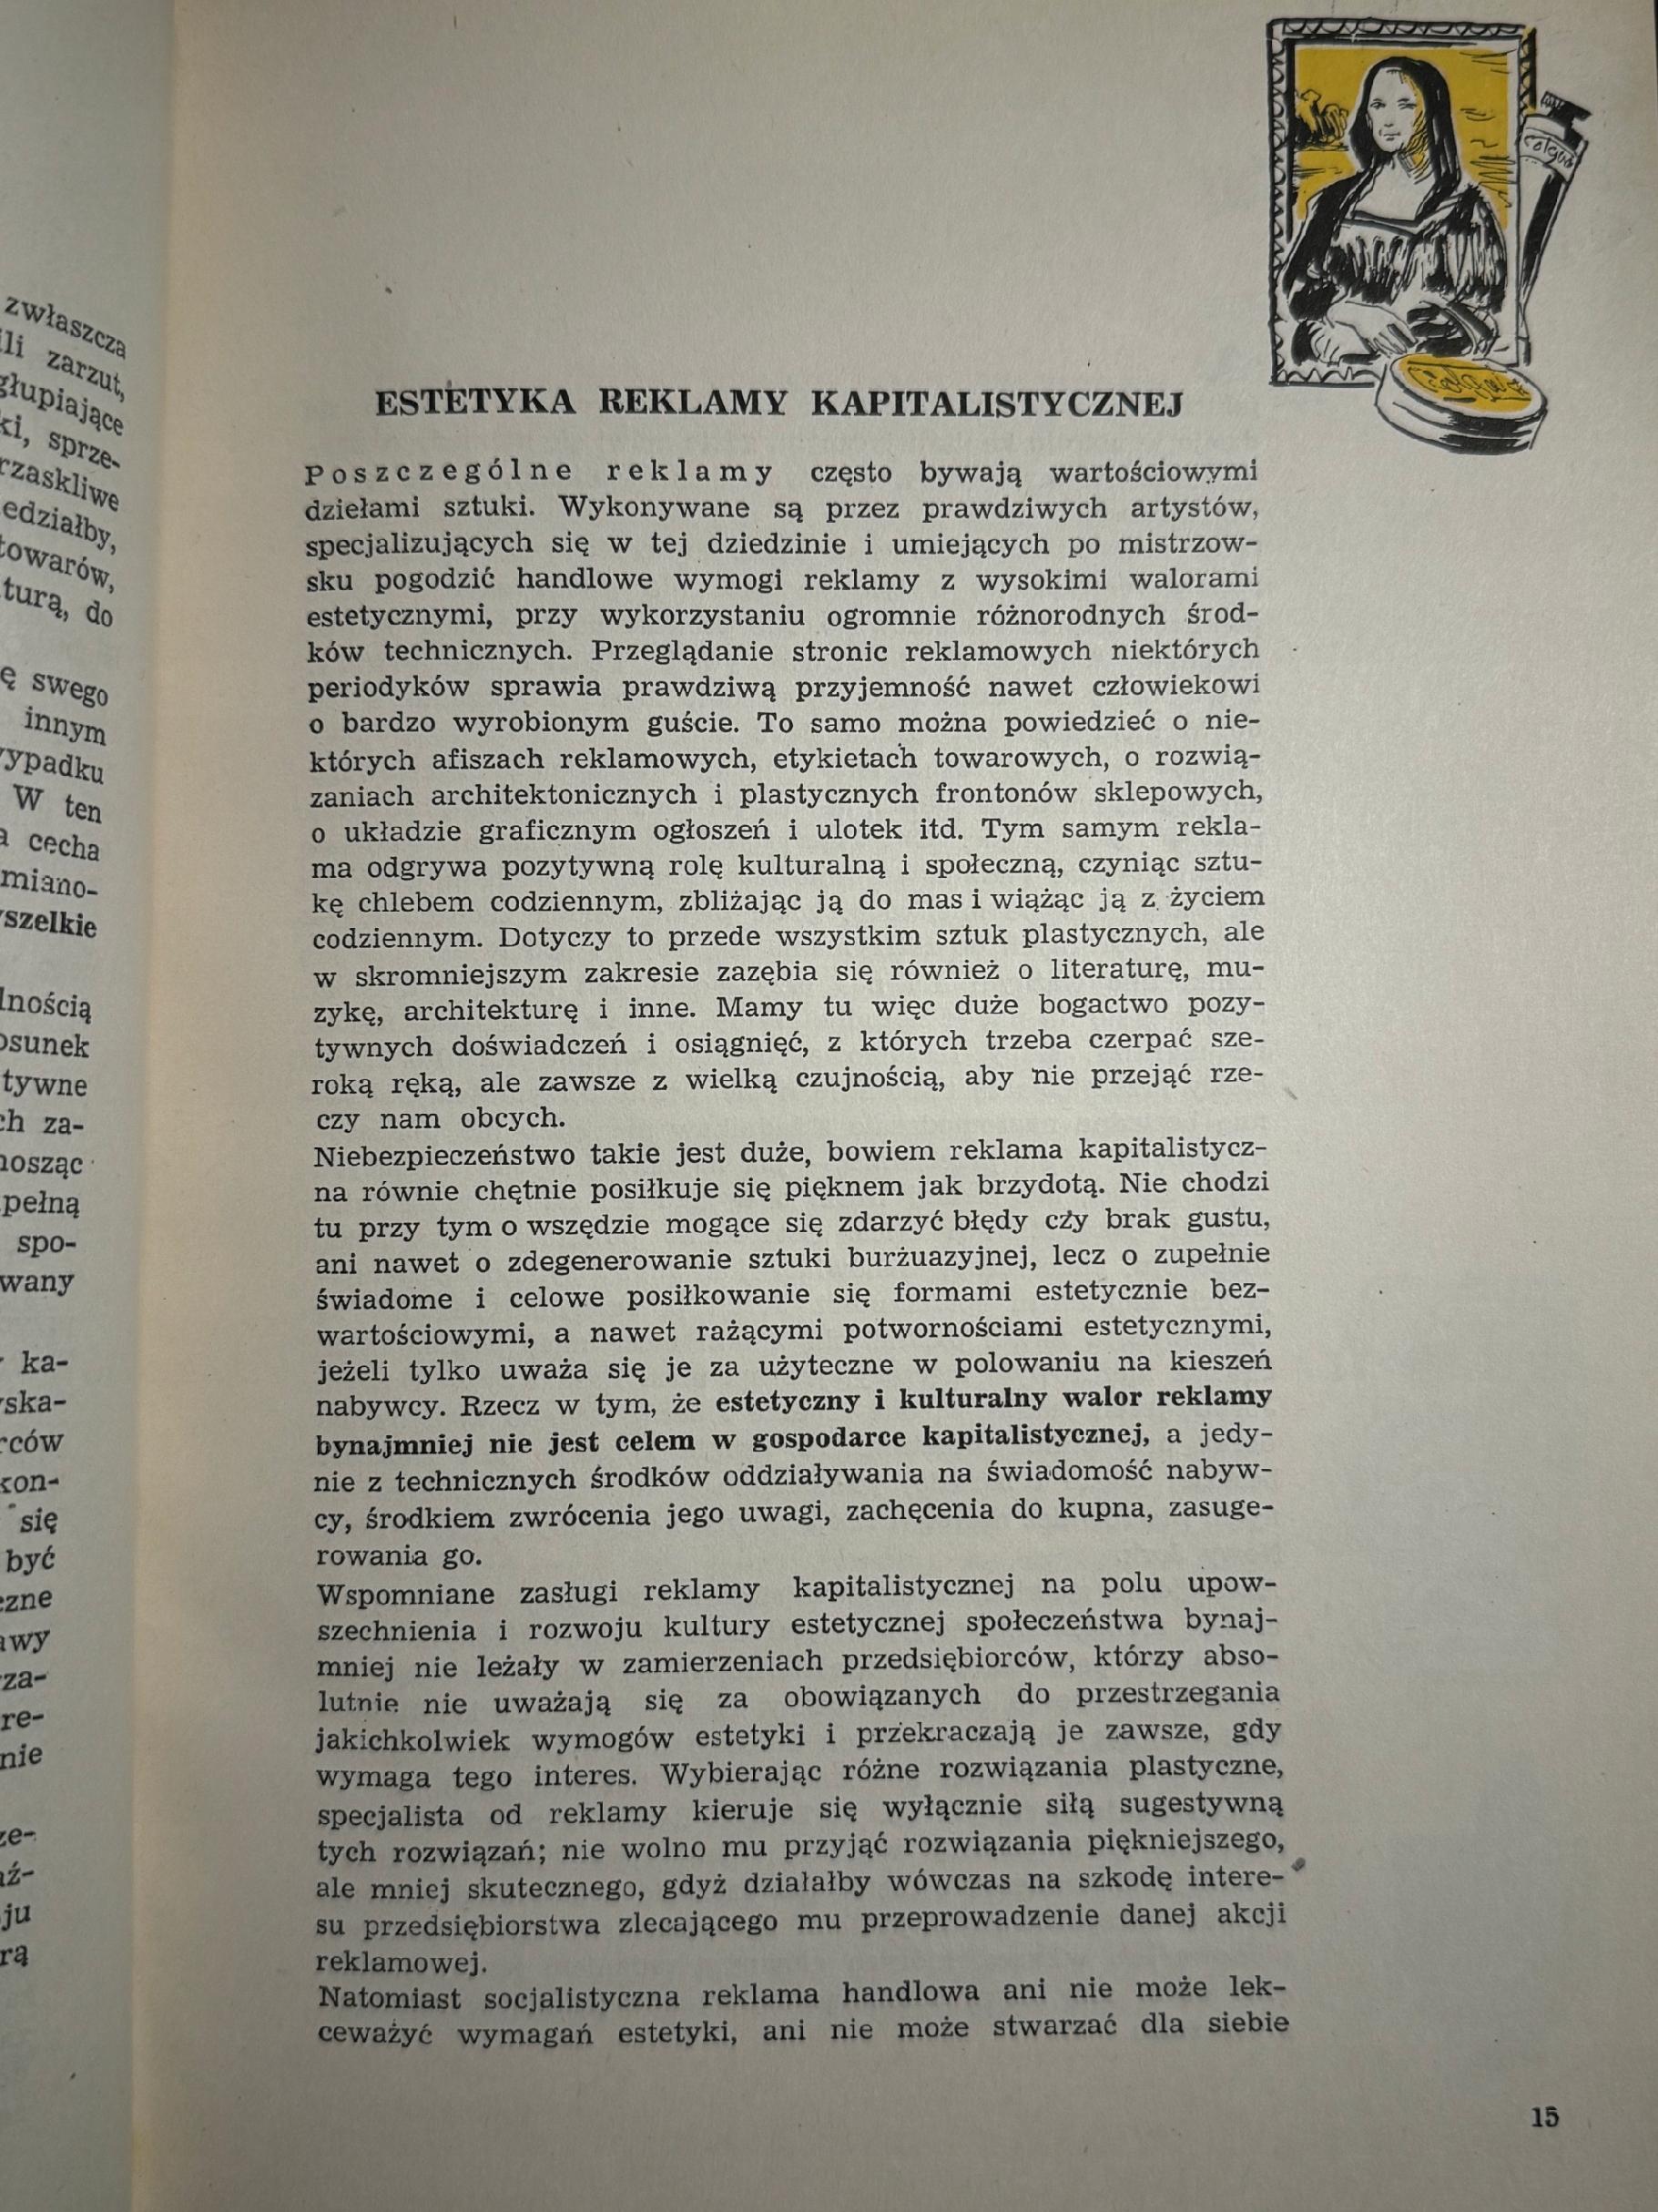 zwłaszcza
zarzut,
sprze-
towarów,
do
swego
innym
W ten
cecha
spo-
się
być
ESTETYKA REKLAMY KAPITALISTYCZNEJ
Poszczególne reklamy często bywają wartościowymi
dziełami sztuki. Wykonywane są przez prawdziwych artystów,
specjalizujących się w tej dziedzinie i umiejących po mistrzow-
sku pogodzić handlowe wymogi reklamy z wysokimi walorami
estetycznymi, przy wykorzystaniu ogromnie różnorodnych środ-
ków technicznych. Przeglądanie stronic reklamowych niektórych
periodyków sprawia prawdziwą przyjemność nawet człowiekowi
o bardzo wyrobionym guście. To samo można powiedzieć o nie-
których afiszach reklamowych, etykietach towarowych, o rozwią-
zaniach architektonicznych i plastycznych frontonów sklepowych,
o układzie graficznym ogłoszeń i ulotek itd. Tym samym rekla-
ma odgrywa pozytywną rolę kulturalną i społeczną, czyniąc sztu-
kę chlebem codziennym, zbliżając ją do mas i wiążąc ją z życiem
codziennym. Dotyczy to przede wszystkim sztuk plastycznych, ale
w skromniejszym zakresie zazębia się również o literaturę, mu-
zykę, architekturę i inne. Mamy tu więc duże bogactwo pozy-
tywnych doświadczeń i osiągnięć, z których trzeba czerpać sze-
roką ręką, ale zawsze z wielką czujnością, aby nie przejąć rze-
czy nam obcych.
Niebezpieczeństwo takie jest duże, bowiem reklama kapitalistycz-
na równie chętnie posiłkuje się pięknem jak brzydotą. Nie chodzi
tu przy tym o wszędzie mogące się zdarzyć błędy czy brak gustu,
ani nawet o zdegenerowanie sztuki burżuazyjnej, lecz o zupełnie
świadome i celowe posiłkowanie się formami estetycznie bez-
wartościowymi, a nawet rażącymi potwornościami estetycznymi,
jeżeli tylko uważa się je za użyteczne w polowaniu na kieszeń
nabywcy. Rzecz w tym, że estetyczny i kulturalny walor reklamy
bynajmniej nie jest celem w gospodarce kapitalistycznej, a jedy-
nie z technicznych środków oddziaływania na świadomość nabyw-
cy, środkiem zwrócenia jego uwagi, zachęcenia do kupna, zasuge-
rowania go.
Wspomniane zasługi reklamy kapitalistycznej na polu upow-
szechnienia i rozwoju kultury estetycznej społeczeństwa bynaj-
mniej nie leżały w zamierzeniach przedsiębiorców, którzy abso-
lutnie nie uważają się za obowiązanych do przestrzegania
jakichkolwiek wymogów estetyki i przekraczają je zawsze, gdy
wymaga tego interes. Wybierając różne rozwiązania plastyczne,
specjalista od reklamy kieruje się wyłącznie siłą sugestywną
tych rozwiązań; nie wolno mu przyjąć rozwiązania piękniejszego,
ale mniej skutecznego, gdyż działałby wówczas na szkodę intere-
su przedsiębiorstwa zlecającego mu przeprowadzenie danej akcji
reklamowej.
Natomiast socjalistyczna reklama handlowa ani nie może lek-
ceważyć wymagań estetyki, ani nie może stwarzać dla siebie
15